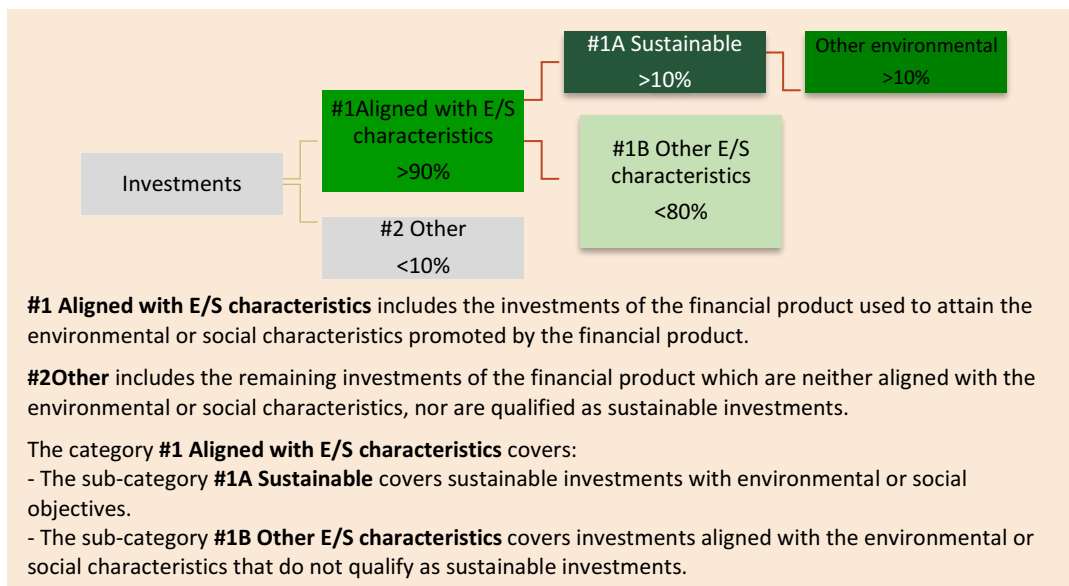 #1A Sustainable
>10%
Other environmental
>10%
#1Aligned with E/S
characteristics
>90%
#1B Other E/S
characteristics
<80%
Investments
#2 Other
<10%
#1 Aligned with E/S characteristics includes the investments of the financial product used to attain the
environmental or social characteristics promoted by the financial product.
#2Other includes the remaining investments of the financial product which are neither aligned with the
environmental or social characteristics, nor are qualified as sustainable investments.
The category #1 Aligned with E/S characteristics covers:
- The sub-category #1A Sustainable covers sustainable investments with environmental or social
objectives.
- The sub-category #1B Other E/S characteristics covers investments aligned with the environmental or
social characteristics that do not qualify as sustainable investments.